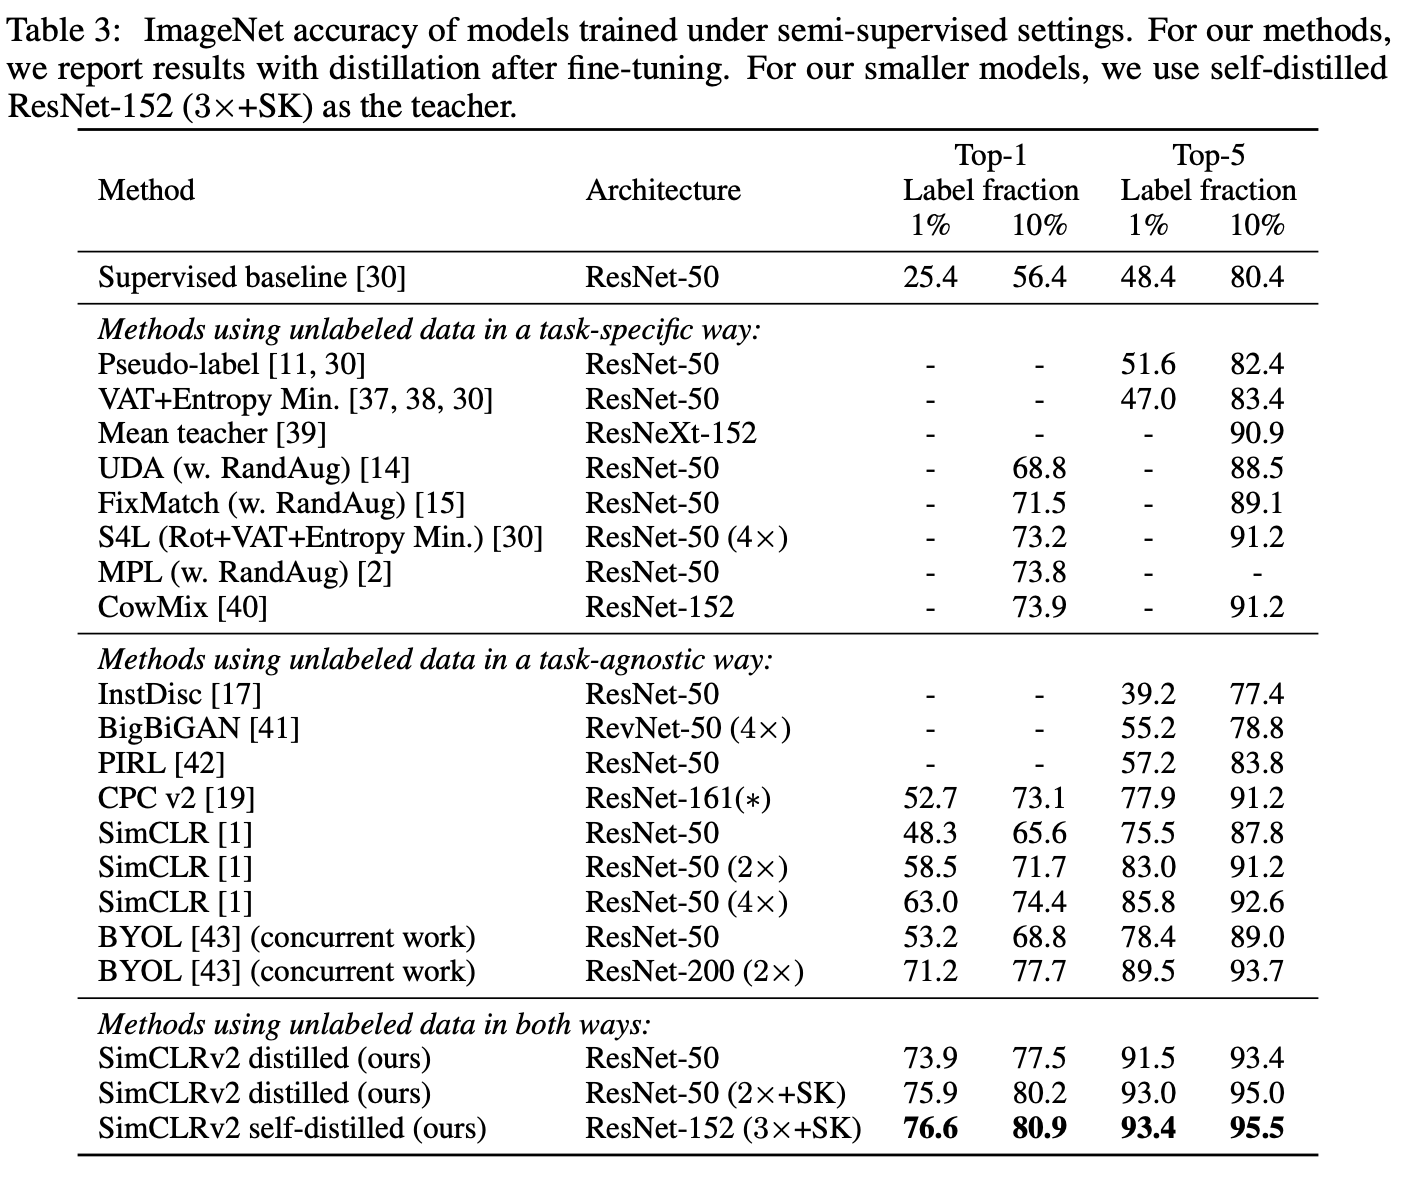 Table 3: ImageNet accuracy of models trained under semi-supervised settings. For our methods,
we report results with distillation after fine-tuning. For our smaller models, we use self-distilled
ResNet-152 (3×+SK) as the teacher.
Top-1 Top-5
Method Architecture Label fraction Label fraction
1% 10% 1% 10%
Supervised baseline [30] ResNet-50 25.4 56.4 48.4 80.4
Methods using unlabeled data in a task-specific way:
Pseudo-label [11, 30] ResNet-50 - - 51.6 82.4
VAT+Entropy Min. [37, 38, 30] ResNet-50 - - 47.0 83.4
Mean teacher [39] ResNeXt-152 - - - 90.9
UDA (w. RandAug) [14] ResNet-50 - 68.8 - 88.5
FixMatch (w. RandAug) [15] ResNet-50 - 71.5 - 89.1
S4L (Rot+VAT+Entropy Min.) [30] ResNet-50 (4×) - 73.2 - 91.2
MPL (w. RandAug) [2] ResNet-50 - 73.8 - -
CowMix [40] ResNet-152 - 73.9 - 91.2
Methods using unlabeled data in a task-agnostic way:
InstDisc [17] ResNet-50 - - 39.2 77.4
BigBiGAN [41] RevNet-50 (4×) - - 55.2 78.8
PIRL [42] ResNet-50 - - 57.2 83.8
CPC v2 [19] ResNet-161(∗) 52.7 73.1 77.9 91.2
SimCLR [1] ResNet-50 48.3 65.6 75.5 87.8
SimCLR [1] ResNet-50 (2×) 58.5 71.7 83.0 91.2
SimCLR [1] ResNet-50 (4×) 63.0 74.4 85.8 92.6
BYOL [43] (concurrent work) ResNet-50 53.2 68.8 78.4 89.0
BYOL [43] (concurrent work) ResNet-200 (2×) 71.2 77.7 89.5 93.7
Methods using unlabeled data in both ways:
SimCLRv2 distilled (ours) ResNet-50 73.9 77.5 91.5 93.4
SimCLRv2 distilled (ours) ResNet-50 (2×+SK) 75.9 80.2 93.0 95.0
SimCLRv2 self-distilled (ours) ResNet-152 (3×+SK) 76.6 80.9 93.4 95.5